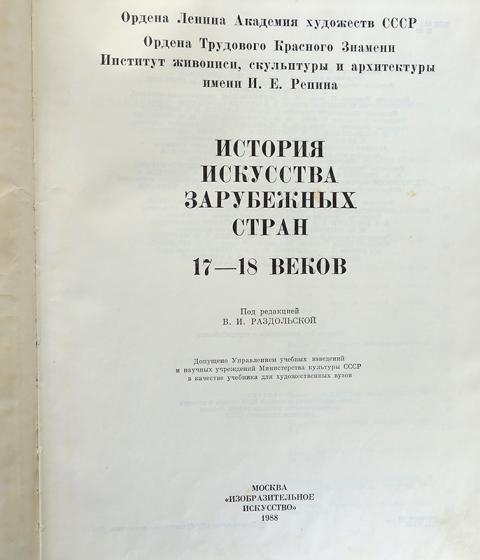 Ордена Ленина Академия художеств СССР
Ордена Трудового Красного Знамени
Институт живописи, скульптуры и архитектуры
имени И. Е. Репина
ИСТОРИЯ
ИСКУССТВА
ЗАРУБЕЖНЫХ
СТРАН
17—18 ВЕКОВ
Под редакцией
В. И. РАЗДОЛЬСКОЙ
Допущено Управлением учебных заведений
и научных учреждений Министерства культуры СССР
в качестве учебника для художественных вузов
МОСКВА
«ИЗОБРАЗИТЕЛЬНОЕ
ИСКУССТВО»
1988